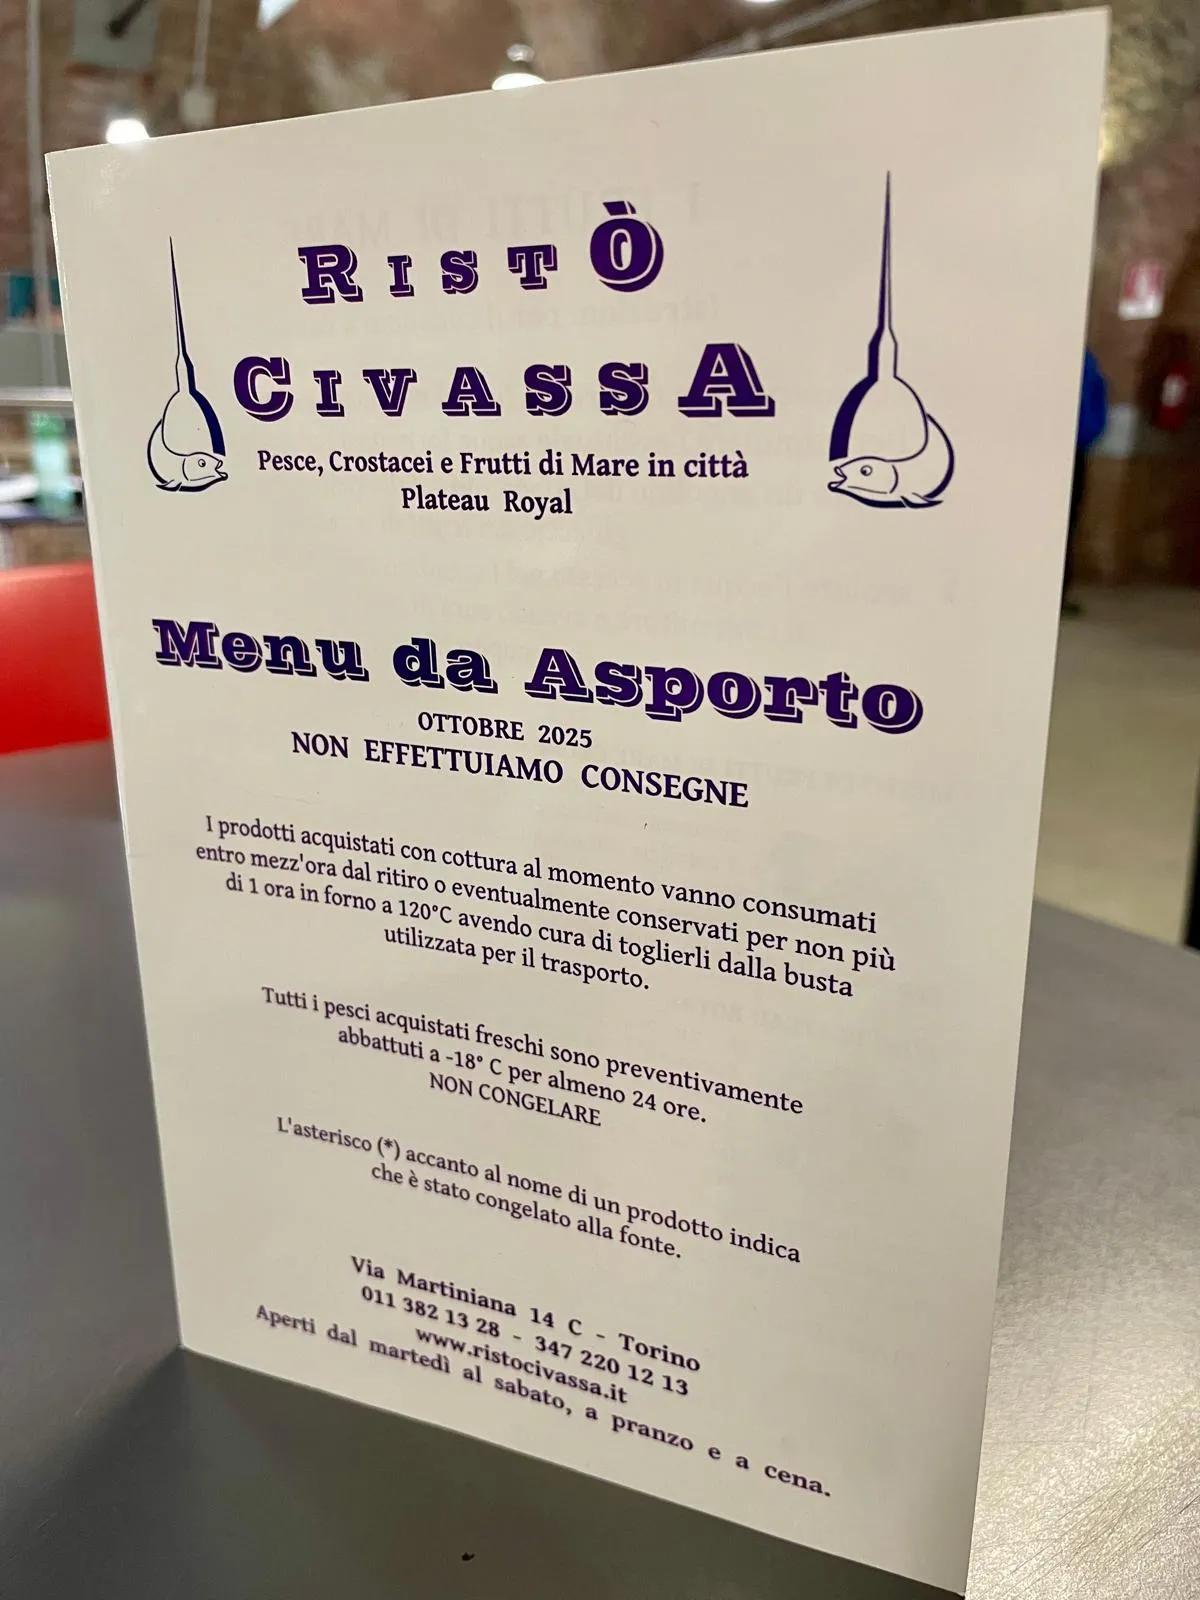 RISTÒ
CIVASSA
Pesce, Crostacei e Frutti di Mare in città
Plateau Royal
Menu da Asporto
OTTOBRE 2025
NON EFFETTUIAMO CONSEGNE
I prodotti acquistati con cottura al momento vanno consumati
entro mezz'ora dal ritiro o eventualmente conservati per non più
di 1 ora in forno a 120°C avendo cura di toglierli dalla busta
utilizzata per il trasporto.
Tutti i pesci acquistati freschi sono preventivamente
abbattuti a -18° C per almeno 24 ore.
NON CONGELARE
L'asterisco (*) accanto al nome di un prodotto indica
che è stato congelato alla fonte.
Via Martiniana 14 C - Torino
011 382 13 28 - 347 220 12 13
www.ristocivassa.it
Aperti dal martedì al sabato, a pranzo e a cena.